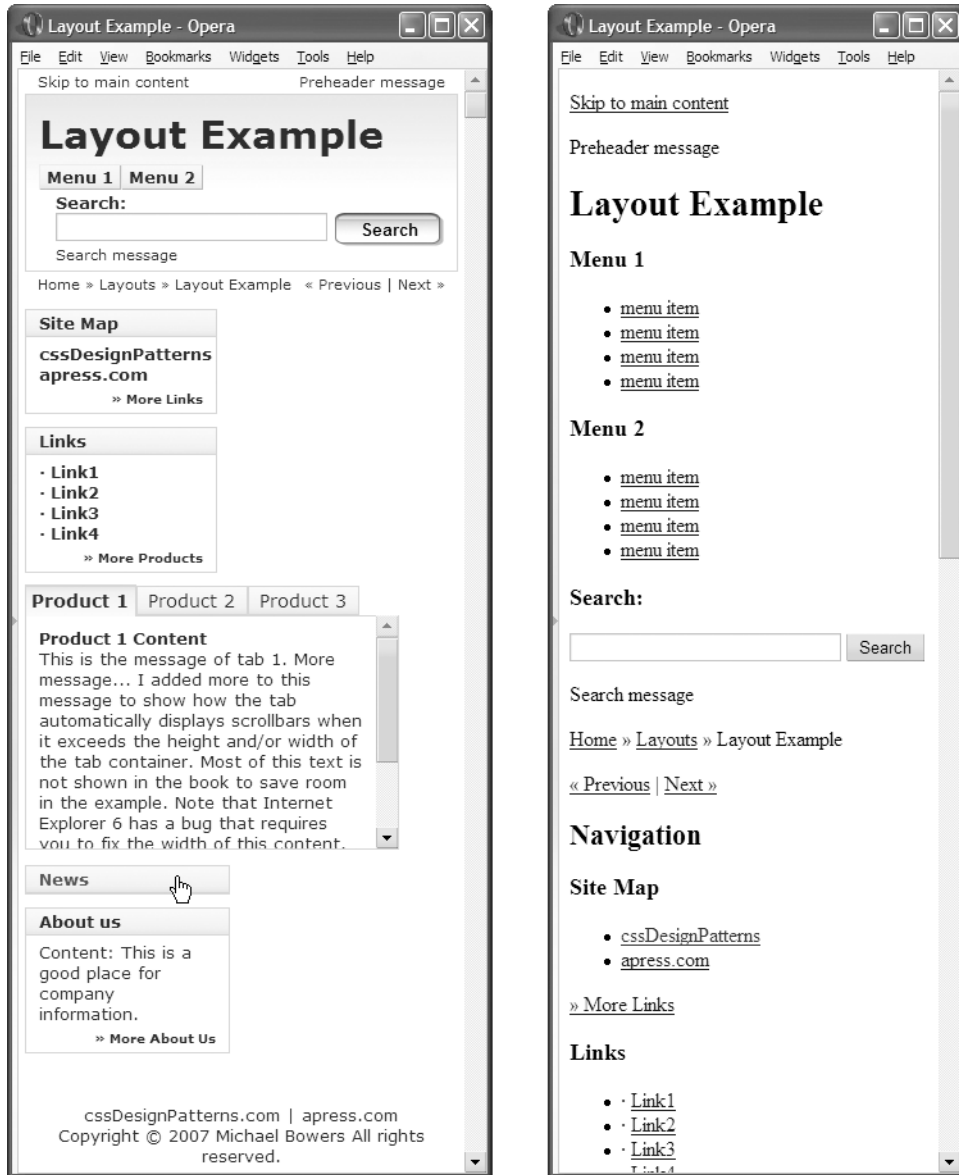 Layout Example - Opera
File Edit View Bookmarks Widgets Tools Help
Skip to main content Preheader message
Layout Example
Menu 1 Menu 2
Search:
Search
Search message
Home » Layouts » Layout Example « Previous | Next »
Site Map
cssDesignPatterns
apress.com
» More Links
Links
· Link1
· Link2
· Link3
· Link4
» More Products
Product 1 Product 2 Product 3
Product 1 Content
This is the message of tab 1. More
message... I added more to this
message to show how the tab
automatically displays scrollbars when
it exceeds the height and/or width of
the tab container. Most of this text is
not shown in the book to save room
in the example. Note that Internet
Explorer 6 has a bug that requires
you to fix the width of this content.
News
About us
Content: This is a
good place for
company
information.
» More About Us
cssDesignPatterns.com | apress.com
Copyright © 2007 Michael Bowers All rights
reserved.
Layout Example - Opera
File Edit View Bookmarks Widgets Tools Help
Skip to main content
Preheader message
Layout Example
Menu 1
• menu item
• menu item
• menu item
• menu item
Menu 2
• menu item
• menu item
• menu item
• menu item
Search:
Search
Search message
Home » Layouts » Layout Example
« Previous | Next »
Navigation
Site Map
• cssDesignPatterns
• apress.com
» More Links
Links
• · Link1
• · Link2
• · Link3
• · Link4